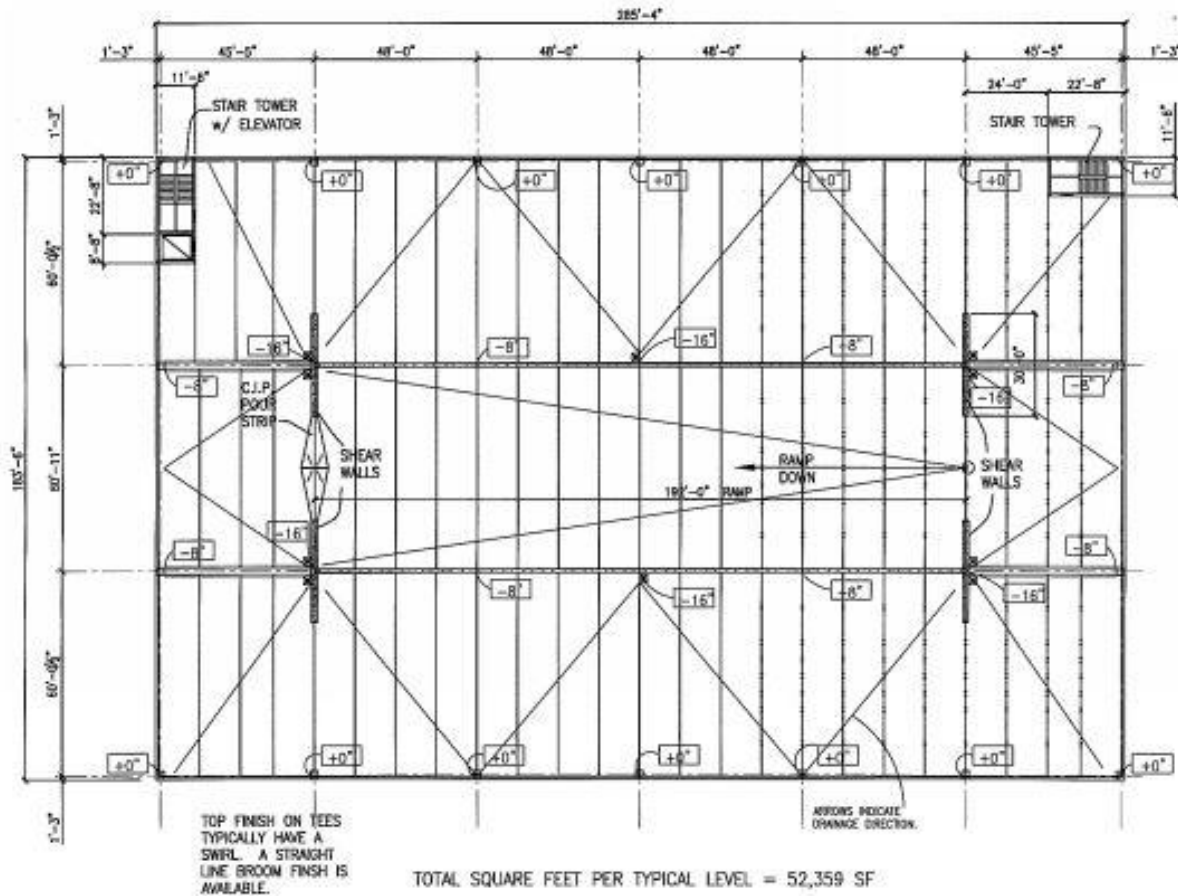 285'-4"
1'-3" 45'-5" 48'-0" 48'-0" 48'-0" 48'-0" 45'-5" 1'-3"
11'-8" 24'-0" 22'-8"
STAIR TOWER
w/ ELEVATOR
STAIR TOWER
1'-3" 11'-8"
+0" +0" +0" +0" +0" +0" +0"
22'-8"
60'-0½"
-16" -8" -16" -8"
30'-0"
-8" -16" -8"
C.I.P.
POUR
STRIP
183'-6"
60'-11"
SHEAR
WALLS
RAMP
DOWN
SHEAR
WALLS
192'-0" RAMP
-16"
-8" -8"
-8" -16" -8" -16"
60'-0½"
+0" +0" +0" +0" +0" +0" +0"
1'-3"
ARROWS INDICATE
DRAINAGE DIRECTION.
TOP FINISH ON TEES
TYPICALLY HAVE A
SWIRL. A STRAIGHT
LINE BROOM FINSH IS
AVAILABLE.
TOTAL SQUARE FEET PER TYPICAL LEVEL = 52,359 SF